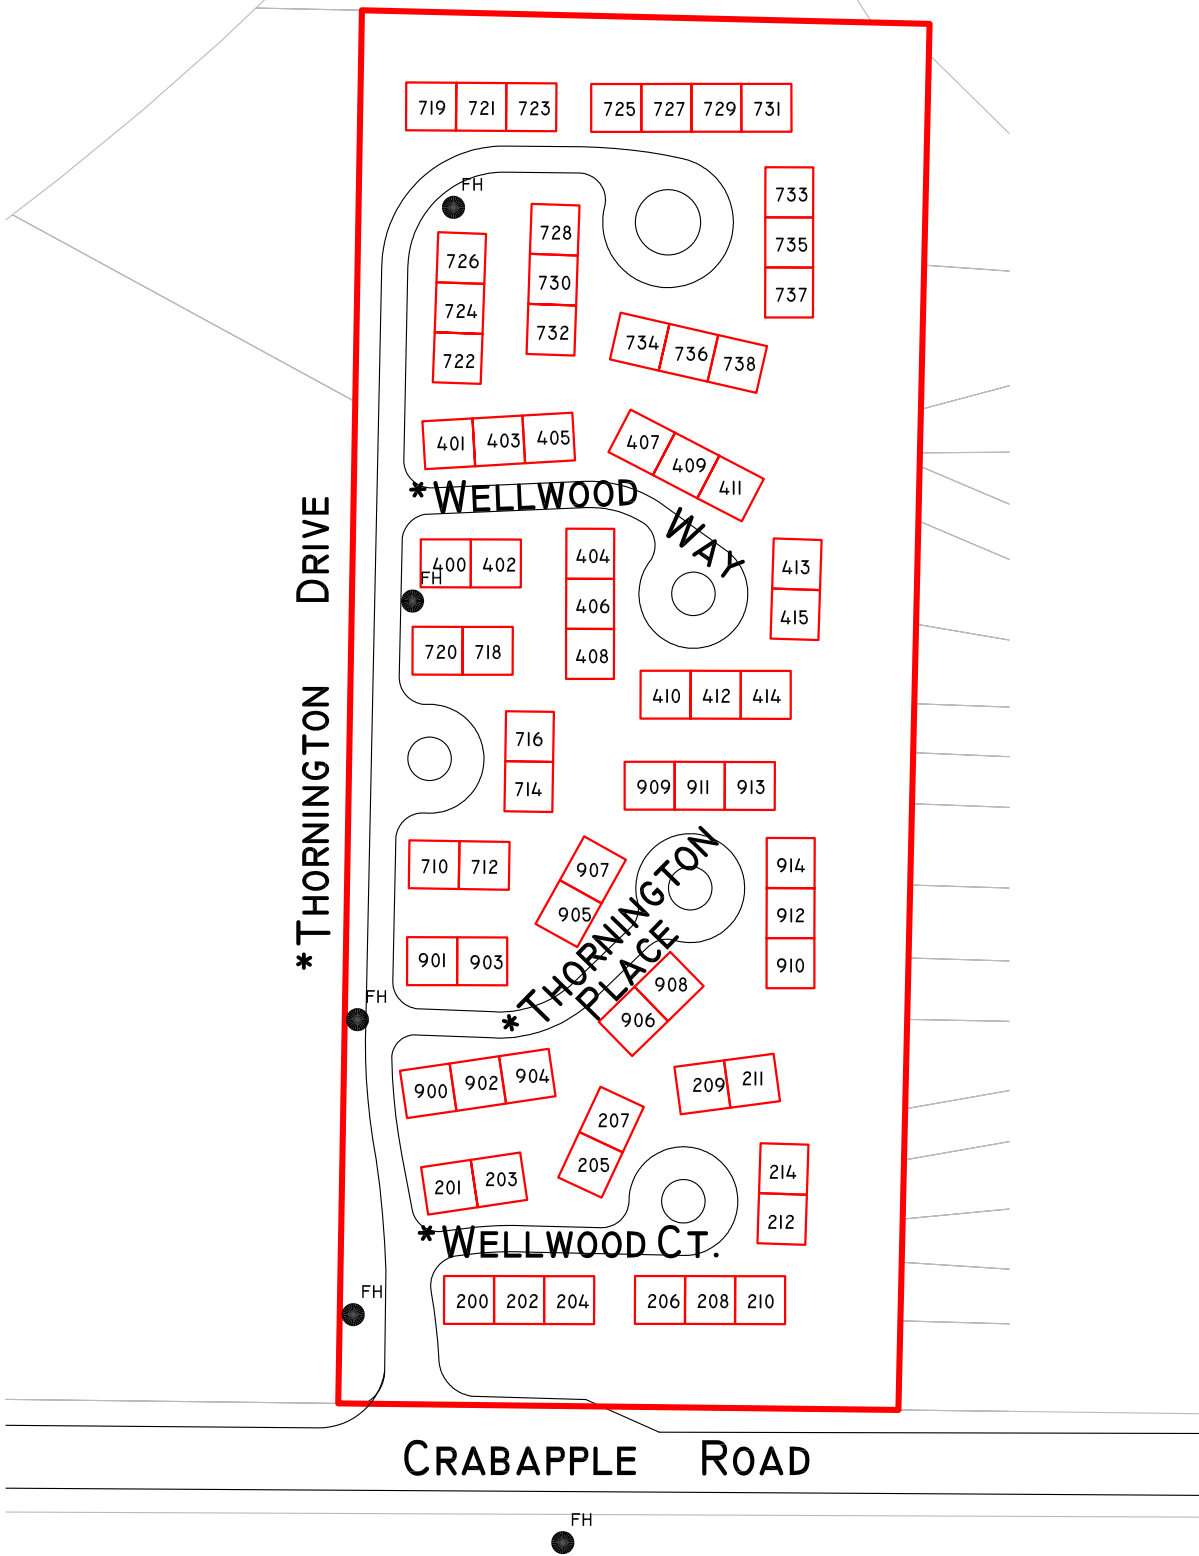 719 721 723 725 727 729 731
FH
733
735
737
728
730
732
726
724
722
734 736 738
401 403 405
407 409 411
* WELLWOOD WAY
400 402
FH
404
406
408
413
415
720 718
410 412 414
716
714
909 911 913
710 712
907
905
914
912
910
901 903
* THORNINGTON
PLACE
908
906
FH
* THORNINGTON DRIVE
900 902 904
209 211
207
205
201 203
214
212
* WELLWOOD CT.
200 202 204 206 208 210
FH
CRABAPPLE ROAD
FH